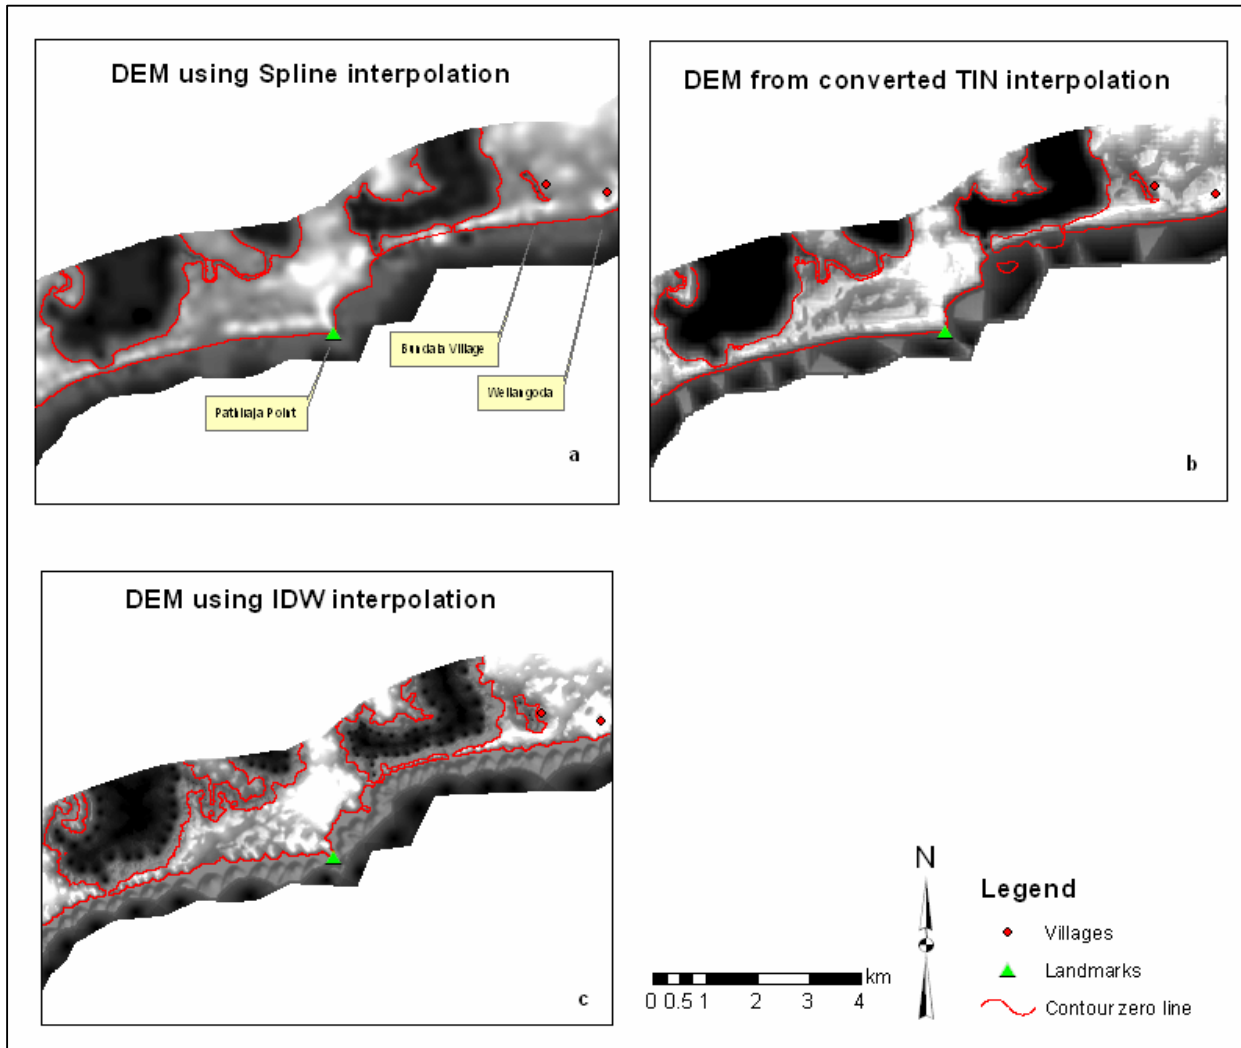 DEM using Spline interpolation
Bundala Village
Wellangoda
Pathiraja Point
a
DEM from converted TIN interpolation
b
DEM using IDW interpolation
c
N
km
0 0.5 1 2 3 4
Legend
Villages
Landmarks
Contour zero line